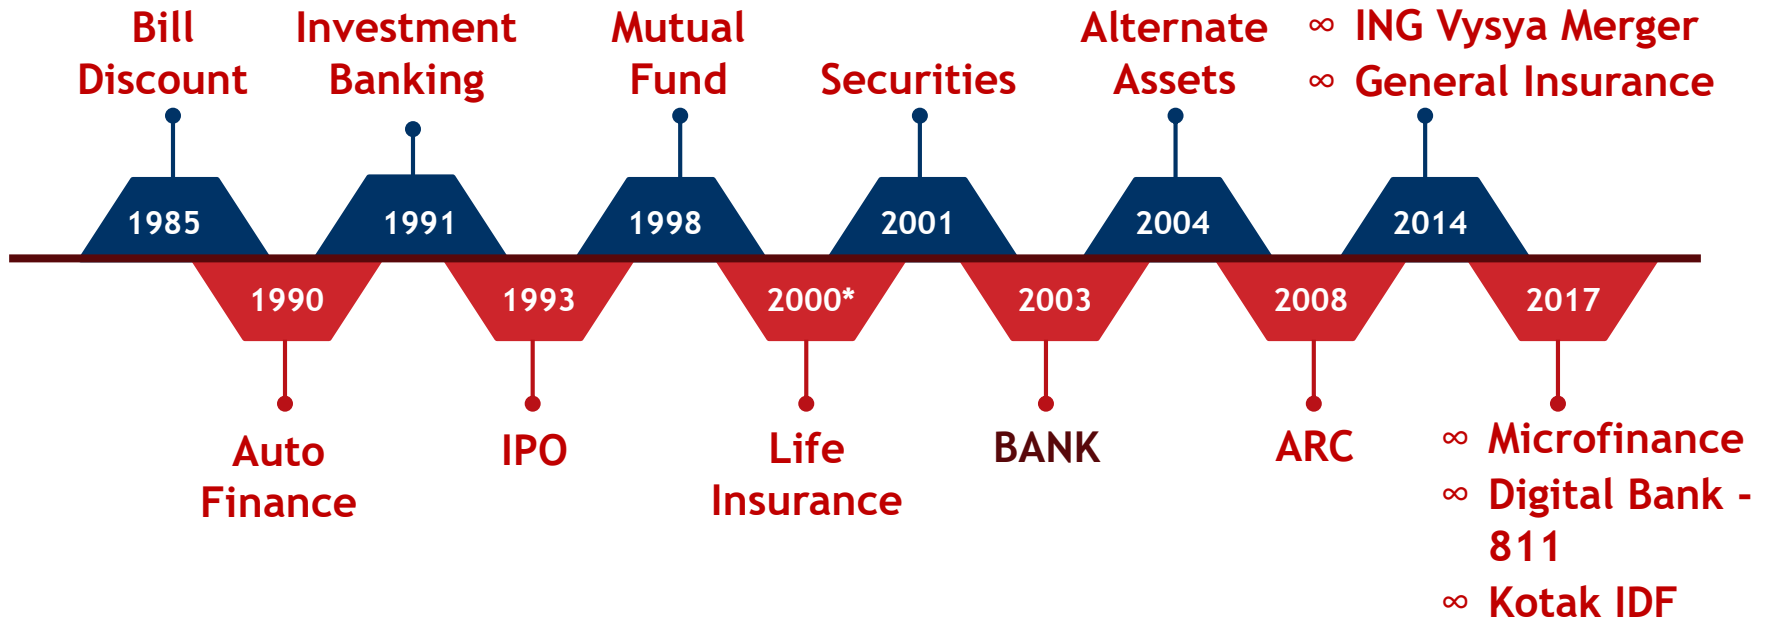 Bill
Discount
Investment
Banking
Mutual
Fund
Securities
Alternate
Assets
∞ ING Vysya Merger
∞ General Insurance
1985
1991
1998
2001
2004
2014
1990
1993
2000*
2003
2008
2017
Auto
Finance
IPO
Life
Insurance
BANK
ARC
∞ Microfinance
∞ Digital Bank -
811
∞ Kotak IDF